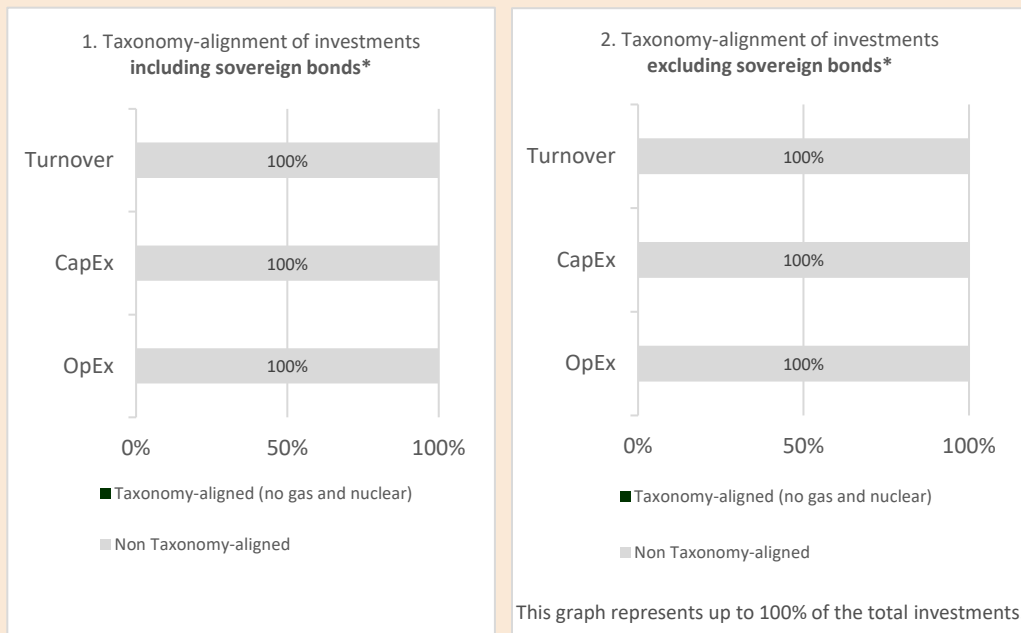 1. Taxonomy-alignment of investments
including sovereign bonds*
Turnover
100%
CapEx
100%
OpEx
100%
0%
50%
100%
Taxonomy-aligned (no gas and nuclear)
Non Taxonomy-aligned
2. Taxonomy-alignment of investments
excluding sovereign bonds*
Turnover
100%
CapEx
100%
OpEx
100%
0%
50%
100%
Taxonomy-aligned (no gas and nuclear)
Non Taxonomy-aligned
This graph represents up to 100% of the total investments